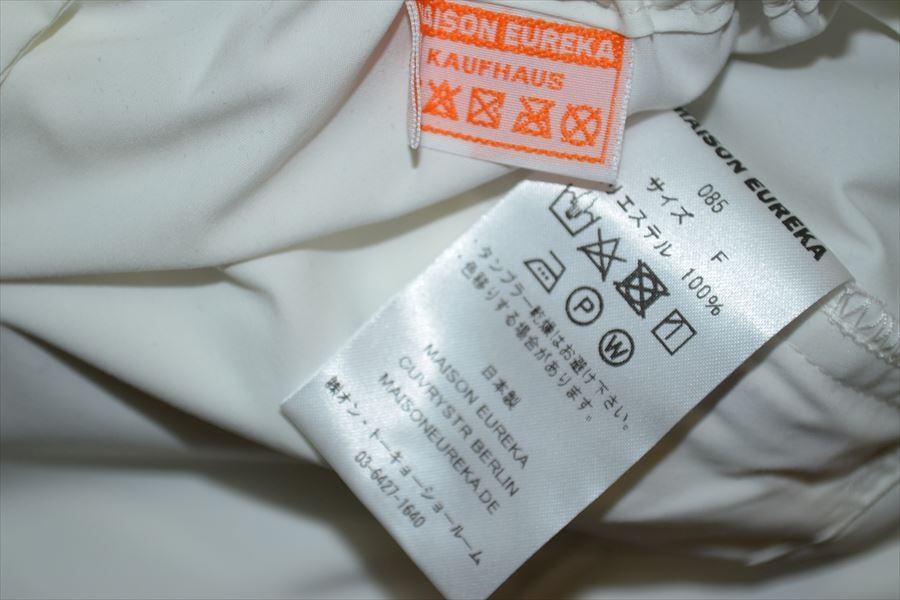 MAISON EUREKA
KAUFHAUS
MAISON EUREKA
085
サイズ F
リエステル 100%
P
W
・タンブラー乾燥はお避け下さい。
・色移りする場合があります。
日本製
MAISON EUREKA
CUVRYSTR BERLIN
MAISONEUREKA.DE
㈱オン・トーキョーショールーム
03-6427-1640